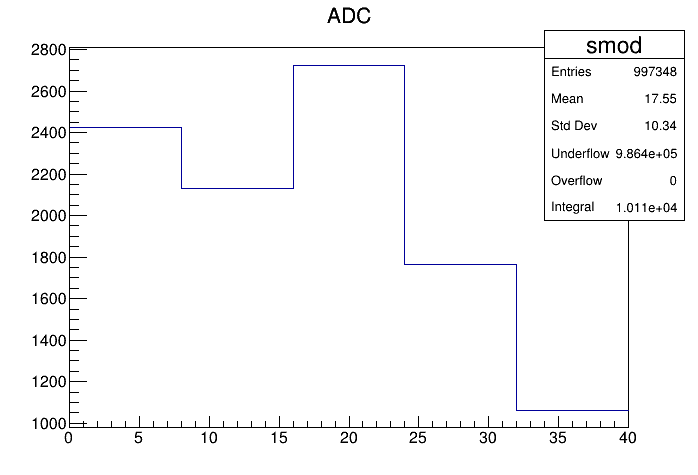 ADC
smod
Entries 997348
Mean 17.55
Std Dev 10.34
Underflow 9.864e+05
Overflow 0
Integral 1.011e+04
2800
2600
2400
2200
2000
1800
1600
1400
1200
1000
0 5 10 15 20 25 30 35 40